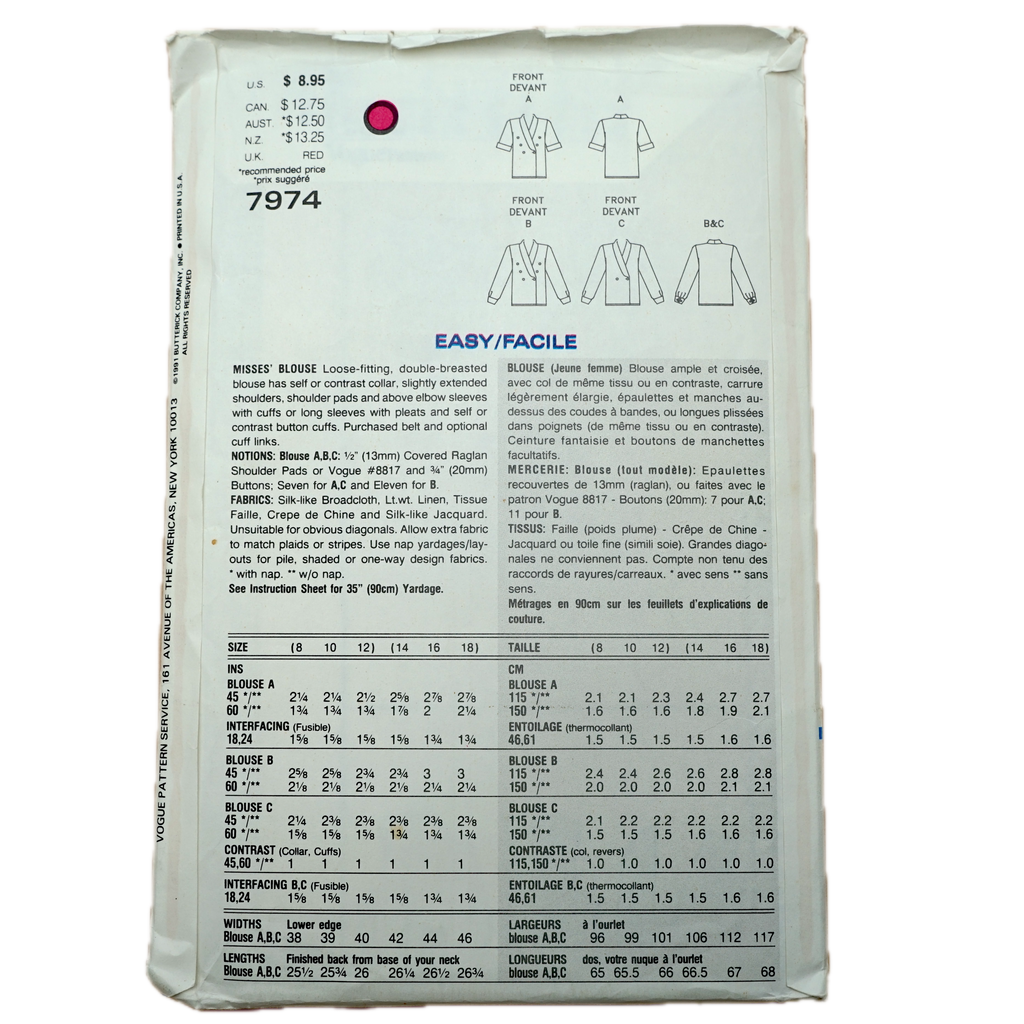 U.S. $ 8.95
CAN. $ 12.75
AUST. *$ 12.50
N.Z. *$ 13.25
U.K. RED
*recommended price
*prix suggéré
7974
FRONT
DEVANT
A A
FRONT FRONT
DEVANT DEVANT
B C B&C
©1991 BUTTERICK COMPANY, INC. ● PRINTED IN U.S.A.
ALL RIGHTS RESERVED
VOGUE PATTERN SERVICE, 161 AVENUE OF THE AMERICAS, NEW YORK, NEW YORK 10013
EASY/FACILE
MISSES' BLOUSE Loose-fitting, double-breasted
blouse has self or contrast collar, slightly extended
shoulders, shoulder pads and above elbow sleeves
with cuffs or long sleeves with pleats and self or
contrast button cuffs. Purchased belt and optional
cuff links.
NOTIONS: Blouse A,B,C: ½" (13mm) Covered Raglan
Shoulder Pads or Vogue #8817 and ¾" (20mm)
Buttons; Seven for A,C and Eleven for B.
FABRICS: Silk-like Broadcloth, Lt.wt. Linen, Tissue
Faille, Crepe de Chine and Silk-like Jacquard.
Unsuitable for obvious diagonals. Allow extra fabric
to match plaids or stripes. Use nap yardages/lay-
outs for pile, shaded or one-way design fabrics.
* with nap. ** w/o nap.
See Instruction Sheet for 35" (90cm) Yardage.
BLOUSE (Jeune femme) Blouse ample et croisée,
avec col de même tissu ou en contraste, carrure
légèrement élargie, épaulettes et manches au-
dessus des coudes à bandes, ou longues plissées
dans poignets (de même tissu ou en contraste).
Ceinture fantaisie et boutons de manchettes
facultatifs.
MERCERIE: Blouse (tout modèle): Epaulettes
recouvertes de 13mm (raglan), ou faites avec le
patron Vogue 8817 - Boutons (20mm): 7 pour A,C;
11 pour B.
TISSUS: Faille (poids plume) - Crêpe de Chine -
Jacquard ou toile fine (simili soie). Grandes diago-
nales ne conviennent pas. Compte non tenu des
raccords de rayures/carreaux. * avec sens ** sans
sens.
Métrages en 90cm sur les feuillets d'explications de
couture.
SIZE (8 10 12) (14 16 18)
INS
BLOUSE A
45 */** 2¼ 2¼ 2½ 2⅝ 2⅞ 2⅞
60 */** 1¾ 1¾ 1¾ 1⅞ 2 2¼
INTERFACING (Fusible)
18,24 1⅝ 1⅝ 1⅝ 1⅝ 1¾ 1¾
BLOUSE B
45 */** 2⅝ 2⅝ 2¾ 2¾ 3 3
60 */** 2⅛ 2⅛ 2⅛ 2⅛ 2¼ 2¼
BLOUSE C
45 */** 2¼ 2⅜ 2⅜ 2⅜ 2⅜ 2⅜
60 */** 1⅝ 1⅝ 1⅝ 1¾ 1¾ 1¾
CONTRAST (Collar, Cuffs)
45,60 */** 1 1 1 1 1 1
INTERFACING B,C (Fusible)
18,24 1⅝ 1⅝ 1⅝ 1⅝ 1¾ 1¾
WIDTHS Lower edge
Blouse A,B,C 38 39 40 42 44 46
LENGTHS Finished back from base of your neck
Blouse A,B,C 25½ 25¾ 26 26¼ 26½ 26¾
TAILLE (8 10 12) (14 16 18)
CM
BLOUSE A
115 */** 2.1 2.1 2.3 2.4 2.7 2.7
150 */** 1.6 1.6 1.6 1.8 1.9 2.1
ENTOILAGE (thermocollant)
46,61 1.5 1.5 1.5 1.5 1.6 1.6
BLOUSE B
115 */** 2.4 2.4 2.6 2.6 2.8 2.8
150 */** 2.0 2.0 2.0 2.0 2.1 2.1
BLOUSE C
115 */** 2.1 2.2 2.2 2.2 2.2 2.2
150 */** 1.5 1.5 1.5 1.6 1.6 1.6
CONTRASTE (col, revers)
115,150 */** 1.0 1.0 1.0 1.0 1.0 1.0
ENTOILAGE B,C (thermocollant)
46,61 1.5 1.5 1.5 1.5 1.6 1.6
LARGEURS à l'ourlet
blouse A,B,C 96 99 101 106 112 117
LONGUEURS dos, votre nuque à l'ourlet
blouse A,B,C 65 65.5 66 66.5 67 68